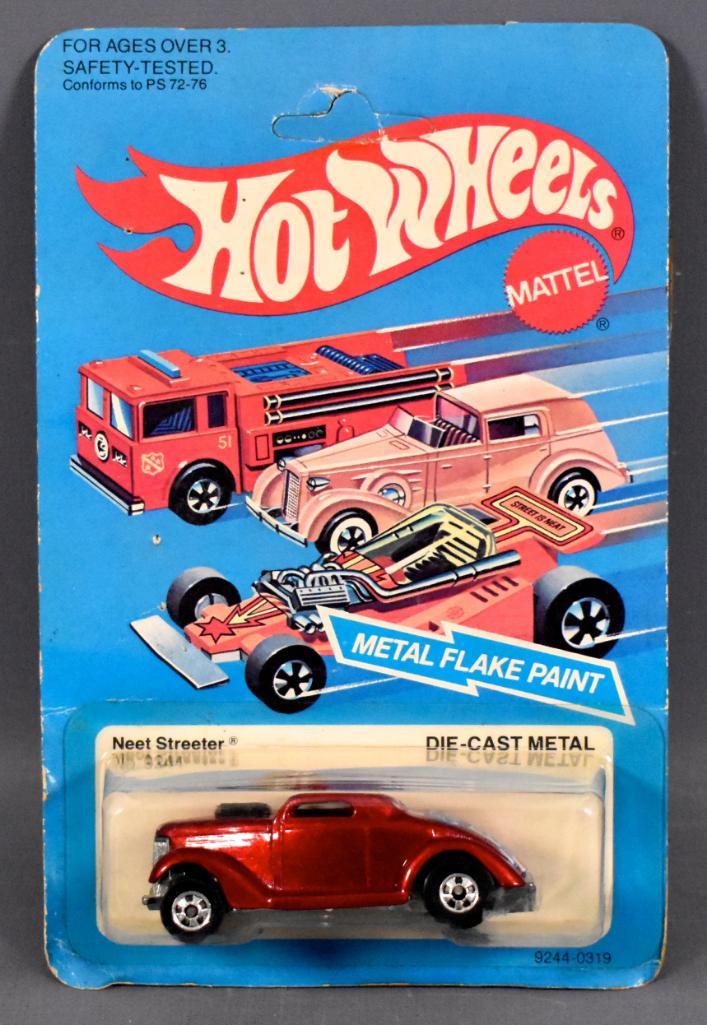 FOR AGES OVER 3.
SAFETY-TESTED.
Conforms to PS 72-76
HOT WHEELS®
MATTEL
®
51
STREET IS NEAT
METAL FLAKE PAINT
Neet Streeter®
DIE-CAST METAL
9244-0319